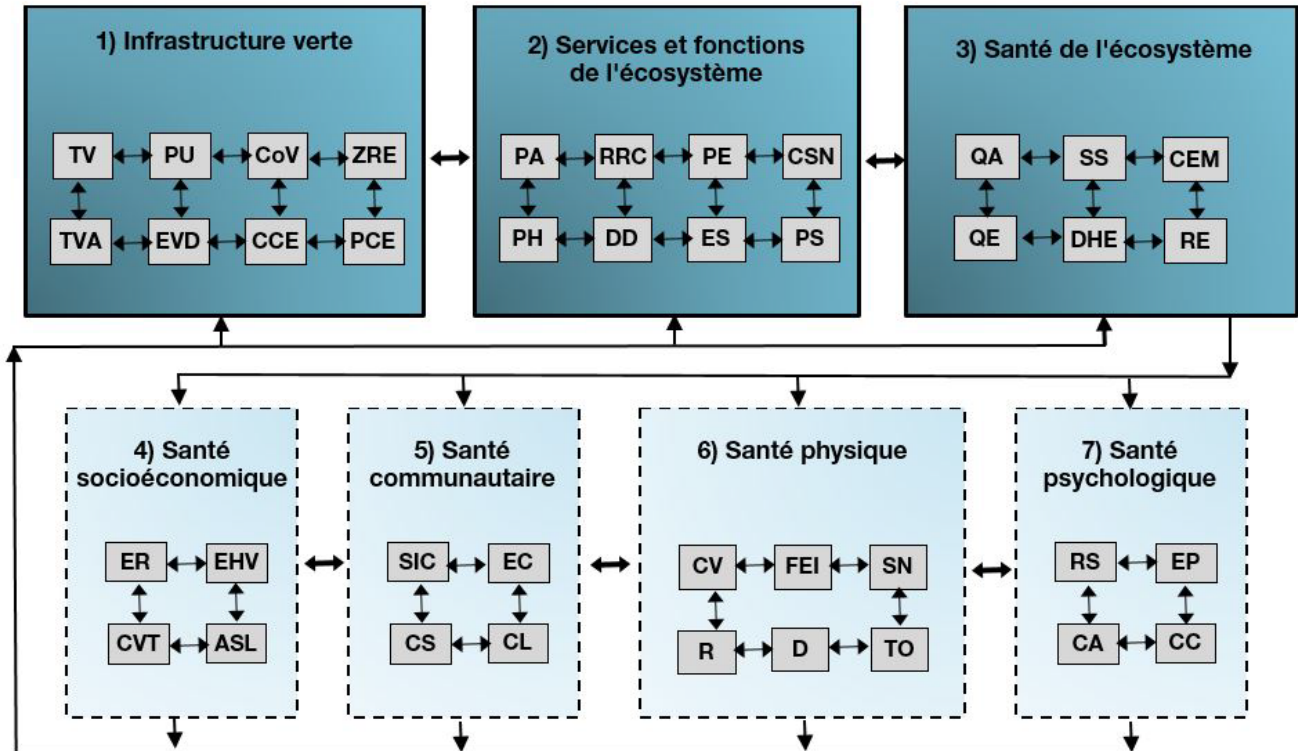 1) Infrastructure verte
TV PU CoV ZRE
TVA EVD CCE PCE
2) Services et fonctions
de l'écosystème
PA RRC PE CSN
PH DD ES PS
3) Santé de l'écosystème
QA SS CEM
QE DHE RE
4) Santé
socioéconomique
ER EHV
CVT ASL
5) Santé
communautaire
SIC EC
CS CL
6) Santé physique
CV FEI SN
R D TO
7) Santé
psychologique
RS EP
CA CC